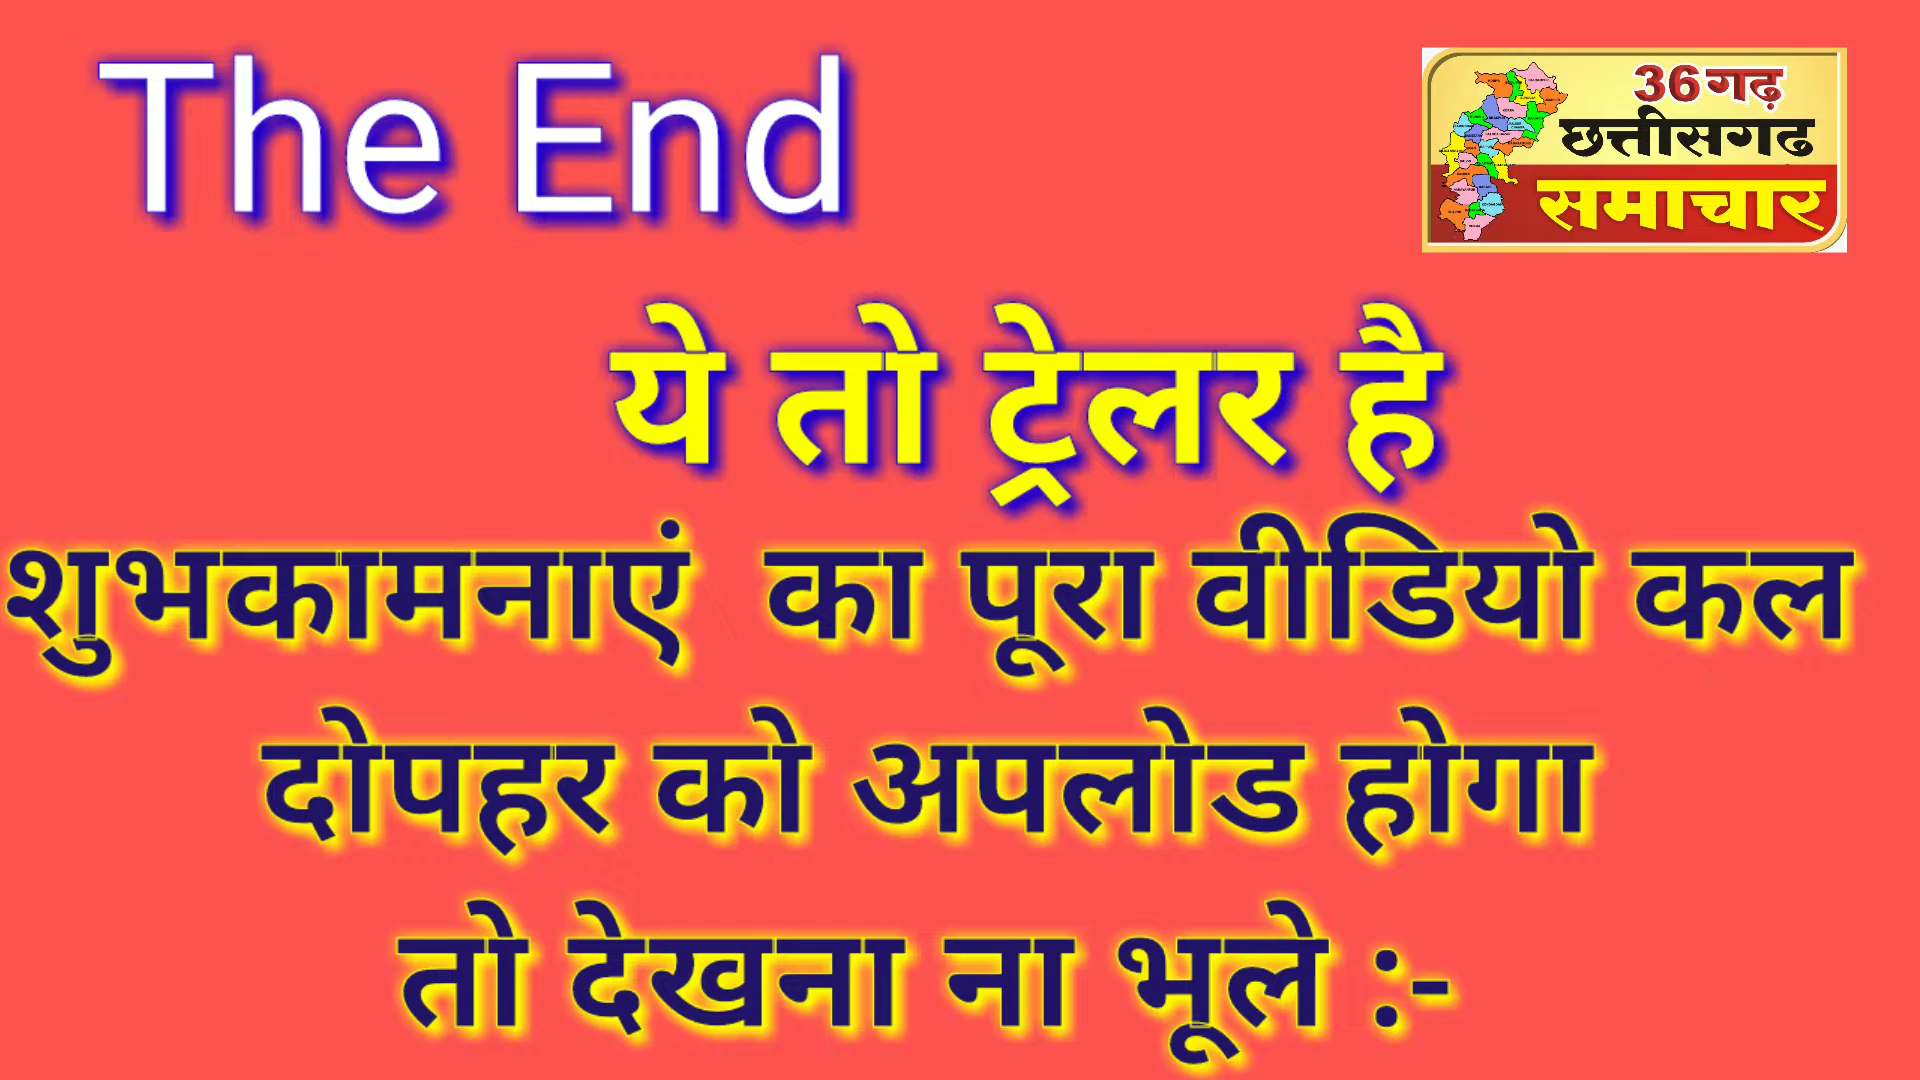 The End
36गढ़
छत्तीसगढ
समाचार
ये तो ट्रेलर है
शुभकामनाएं का पूरा वीडियो कल
दोपहर को अपलोड होगा
तो देखना ना भूले :-